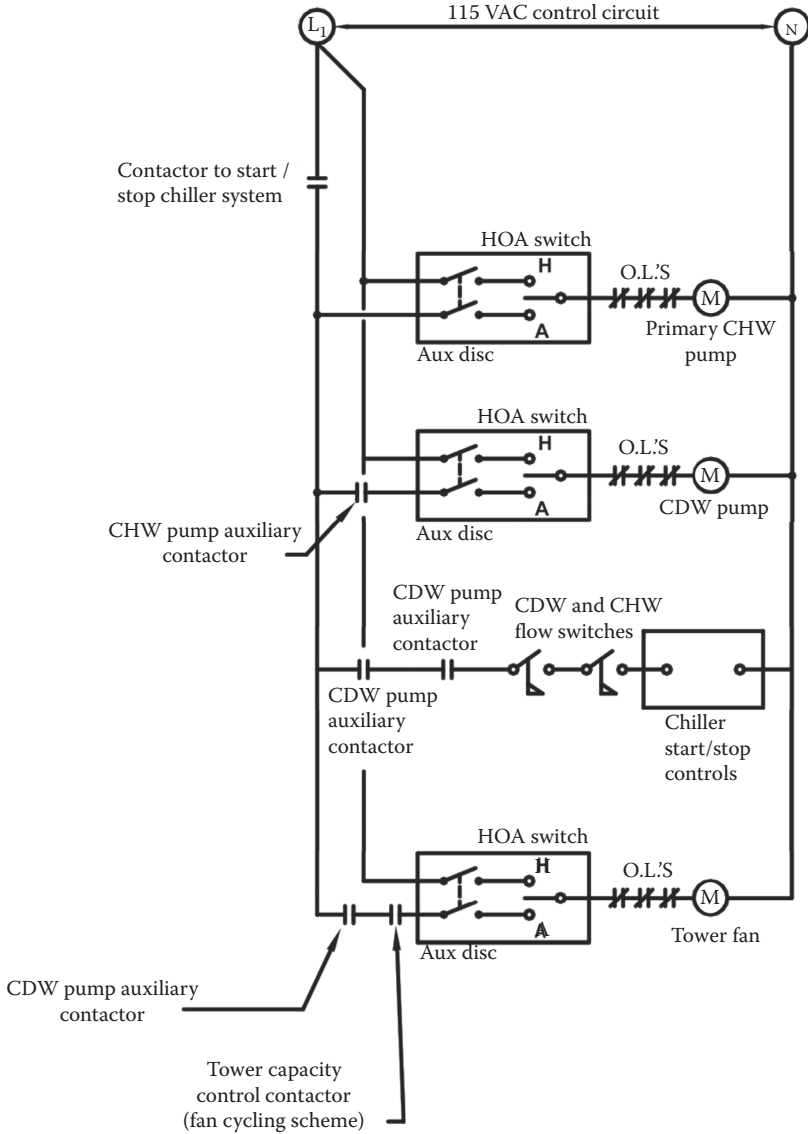 115 VAC control circuit
L1
N
Contactor to start /
stop chiller system
HOA switch
H
A
Aux disc
O.L.'S
M
Primary CHW
pump
HOA switch
H
A
Aux disc
O.L.'S
M
CDW pump
CHW pump auxiliary
contactor
CDW pump
auxiliary
contactor
CDW and CHW
flow switches
CDW pump
auxiliary
contactor
Chiller
start/stop
controls
HOA switch
H
A
Aux disc
O.L.'S
M
Tower fan
CDW pump auxiliary
contactor
Tower capacity
control contactor
(fan cycling scheme)